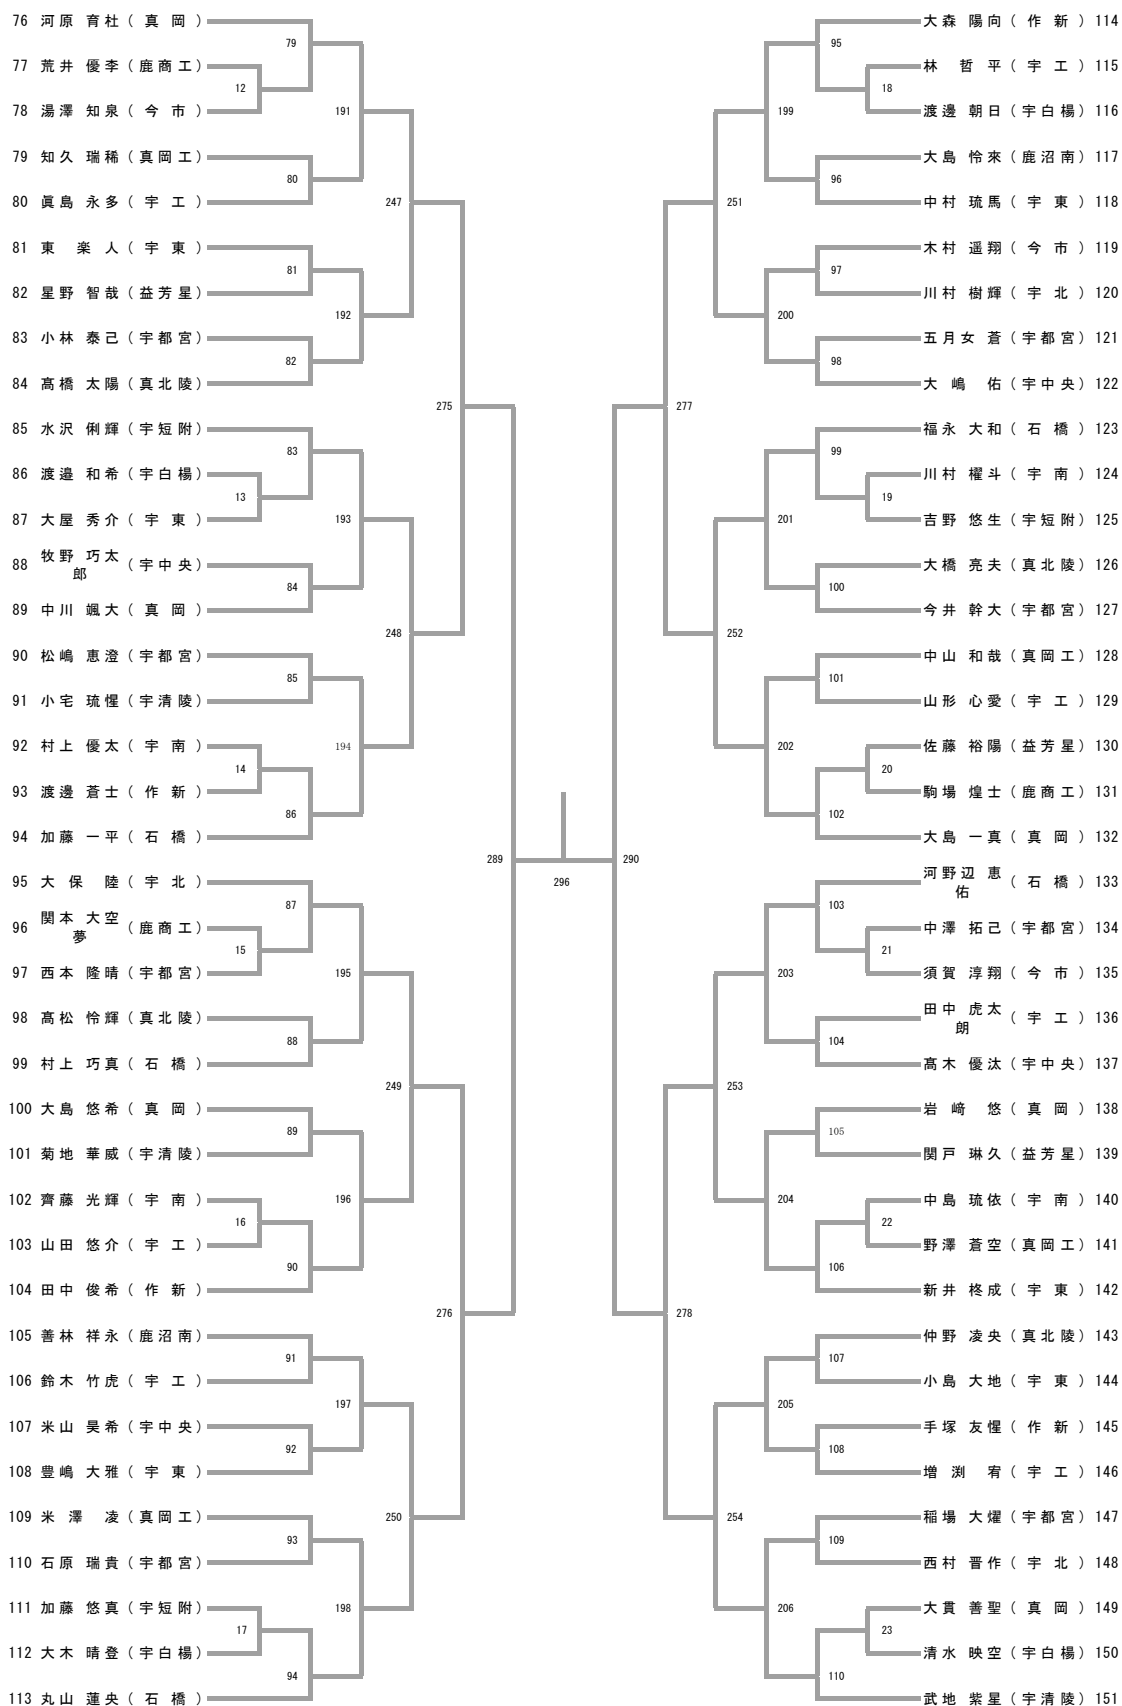 76 河原 育杜 ( 真 岡 )
77 荒井 優李 ( 鹿商工 )
78 湯澤 知泉 ( 今 市 )
79 知久 瑞稀 ( 真岡工 )
80 眞島 永多 ( 宇 工 )
81 東 楽人 ( 宇 東 )
82 星野 智哉 ( 益芳星 )
83 小林 泰己 ( 宇都宮 )
84 髙橋 太陽 ( 真北陵 )
85 水沢 俐輝 ( 宇短附 )
86 渡邉 和希 ( 宇白楊 )
87 大屋 秀介 ( 宇 東 )
88 牧野 巧太郎 ( 宇中央 )
89 中川 颯大 ( 真 岡 )
90 松嶋 恵澄 ( 宇都宮 )
91 小宅 琉惺 ( 宇清陵 )
92 村上 優太 ( 宇 南 )
93 渡邊 蒼士 ( 作 新 )
94 加藤 一平 ( 石 橋 )
95 大保 陸 ( 宇 北 )
96 関本 大空夢 ( 鹿商工 )
97 西本 隆晴 ( 宇都宮 )
98 髙松 怜輝 ( 真北陵 )
99 村上 巧真 ( 石 橋 )
100 大島 悠希 ( 真 岡 )
101 菊地 華威 ( 宇清陵 )
102 齊藤 光輝 ( 宇 南 )
103 山田 悠介 ( 宇 工 )
104 田中 俊希 ( 作 新 )
105 善林 祥永 ( 鹿沼南 )
106 鈴木 竹虎 ( 宇 工 )
107 米山 昊希 ( 宇中央 )
108 豊嶋 大雅 ( 宇 東 )
109 米澤 凌 ( 真岡工 )
110 石原 瑞貴 ( 宇都宮 )
111 加藤 悠真 ( 宇短附 )
112 大木 晴登 ( 宇白楊 )
113 丸山 蓮央 ( 石 橋 )
12
13
14
15
16
17
79
80
81
82
83
84
85
86
87
88
89
90
91
92
93
94
191
192
193
194
195
196
197
198
247
248
249
250
275
276
289
296
290
277
278
251
252
253
254
199
200
201
202
203
204
205
206
95
96
97
98
99
100
101
102
103
104
105
106
107
108
109
110
18
19
20
21
22
23
大森 陽向 ( 作 新 ) 114
林 哲平 ( 宇 工 ) 115
渡邊 朝日 ( 宇白楊 ) 116
大島 怜來 ( 鹿沼南 ) 117
中村 琉馬 ( 宇 東 ) 118
木村 遥翔 ( 今 市 ) 119
川村 樹輝 ( 宇 北 ) 120
五月女 蒼 ( 宇都宮 ) 121
大嶋 佑 ( 宇中央 ) 122
福永 大和 ( 石 橋 ) 123
川村 櫂斗 ( 宇 南 ) 124
吉野 悠生 ( 宇短附 ) 125
大橋 亮夫 ( 真北陵 ) 126
今井 幹大 ( 宇都宮 ) 127
中山 和哉 ( 真岡工 ) 128
山形 心愛 ( 宇 工 ) 129
佐藤 裕陽 ( 益芳星 ) 130
駒場 煌士 ( 鹿商工 ) 131
大島 一真 ( 真 岡 ) 132
河野辺 恵佑 ( 石 橋 ) 133
中澤 拓己 ( 宇都宮 ) 134
須賀 淳翔 ( 今 市 ) 135
田中 虎太朗 ( 宇 工 ) 136
髙木 優汰 ( 宇中央 ) 137
岩﨑 悠 ( 真 岡 ) 138
関戸 琳久 ( 益芳星 ) 139
中島 琉依 ( 宇 南 ) 140
野澤 蒼空 ( 真岡工 ) 141
新井 柊成 ( 宇 東 ) 142
仲野 凌央 ( 真北陵 ) 143
小島 大地 ( 宇 東 ) 144
手塚 友惺 ( 作 新 ) 145
増渕 宥 ( 宇 工 ) 146
稲場 大燿 ( 宇都宮 ) 147
西村 晋作 ( 宇 北 ) 148
大貫 善聖 ( 真 岡 ) 149
清水 映空 ( 宇白楊 ) 150
武地 紫星 ( 宇清陵 ) 151